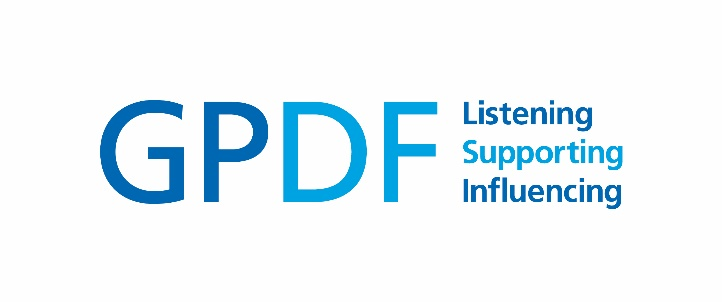 GPDF
Listening
Supporting
Influencing